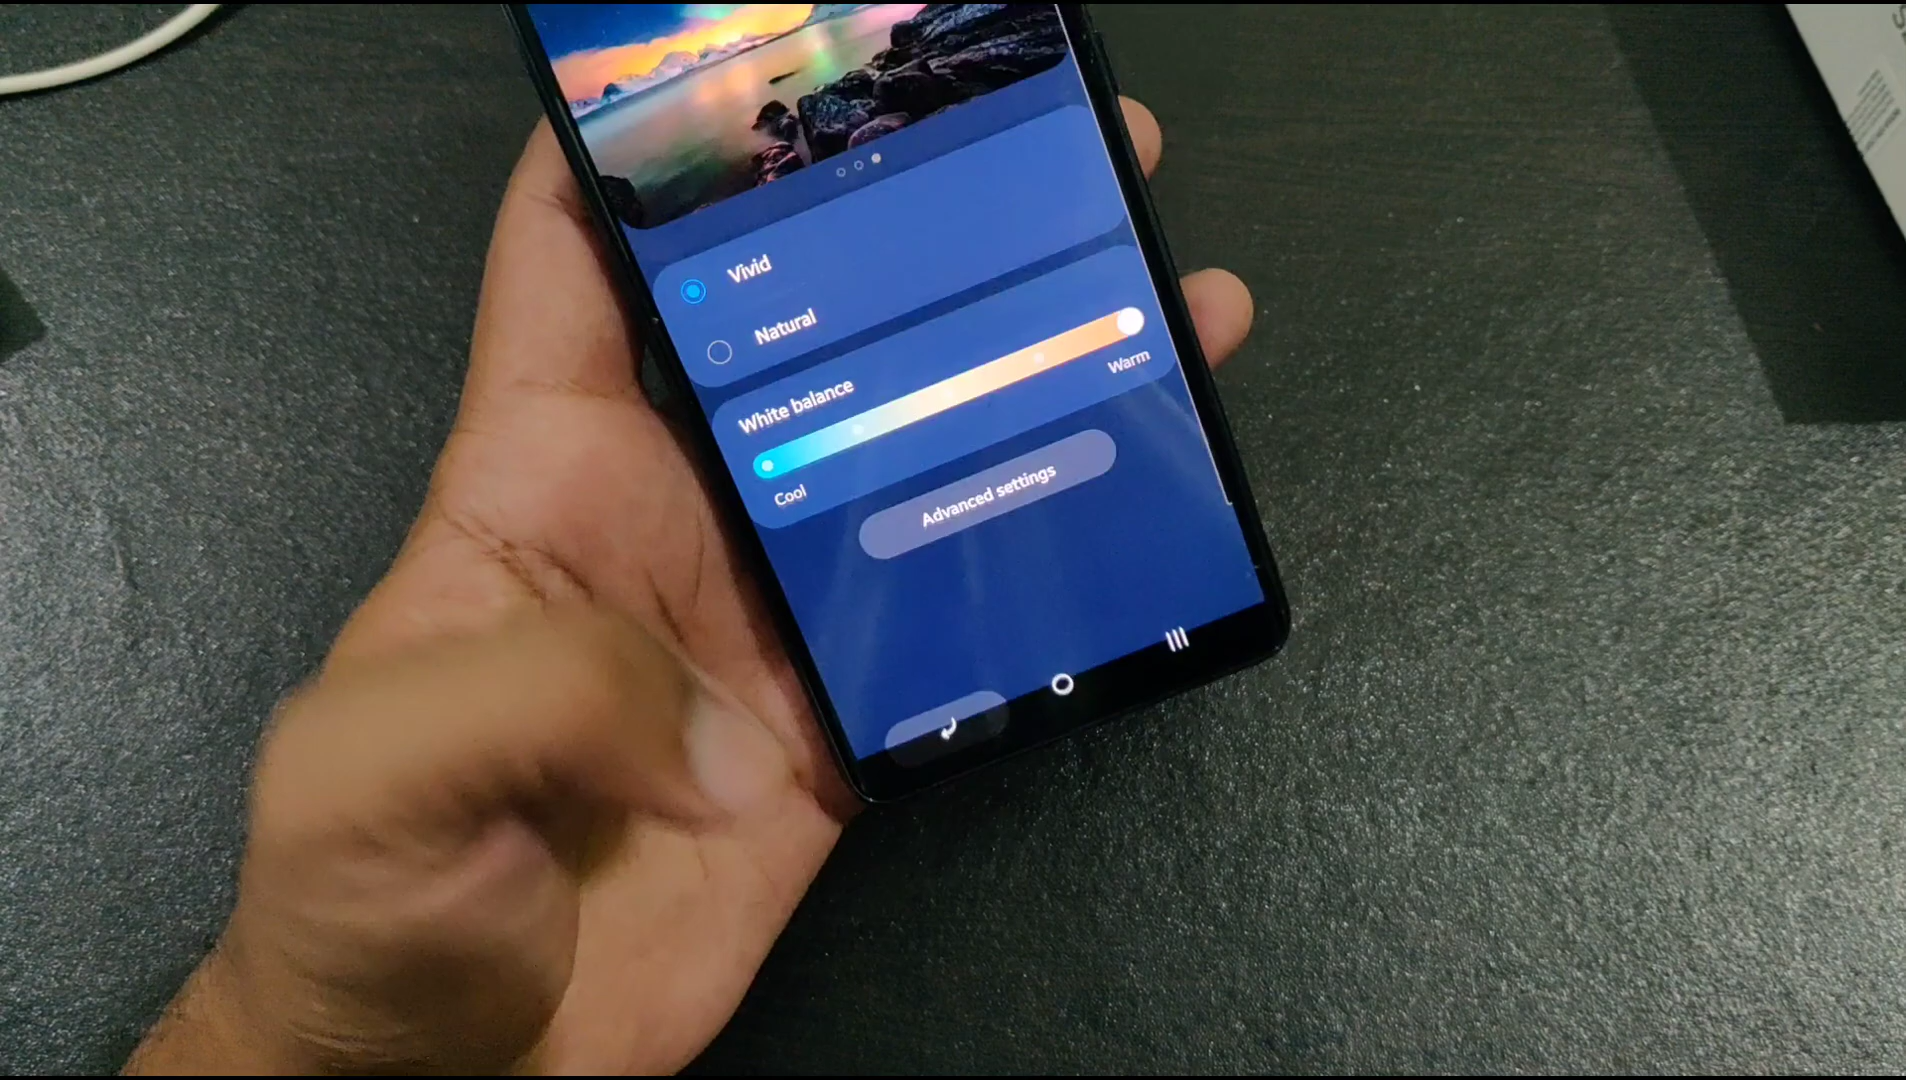 Vivid
Natural
White balance
Warm
Cool
Advanced settings